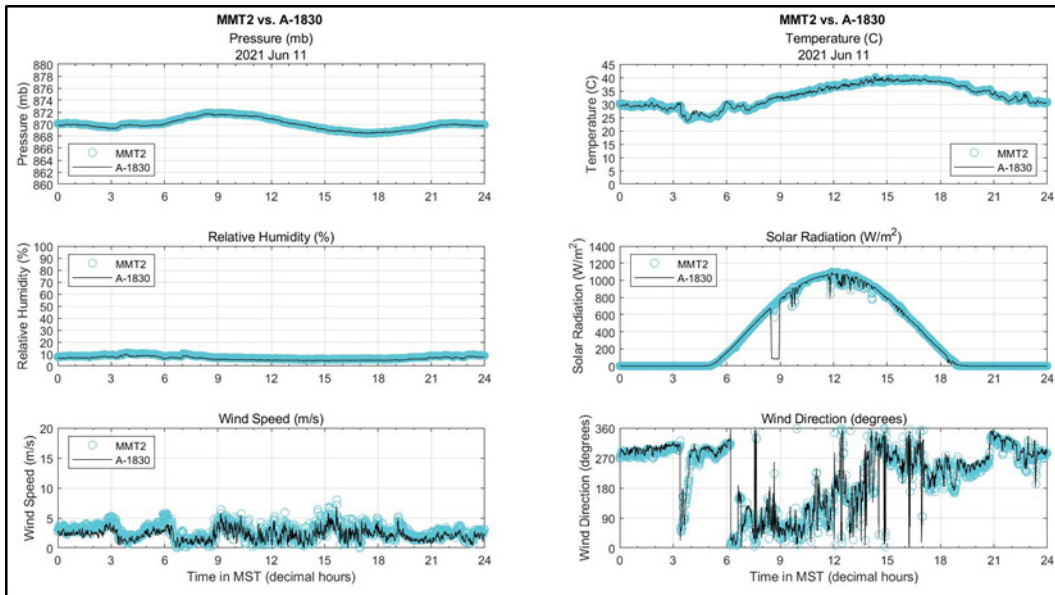 MMT2 vs. A-1830
Pressure (mb)
2021 Jun 11
Pressure (mb)
880
878
876
874
872
870
868
866
864
862
860
MMT2
A-1830
0 3 6 9 12 15 18 21 24
Relative Humidity (%)
Relative Humidity (%)
100
90
80
70
60
50
40
30
20
10
0
MMT2
A-1830
0 3 6 9 12 15 18 21 24
Wind Speed (m/s)
Wind Speed (m/s)
20
15
10
5
0
MMT2
A-1830
0 3 6 9 12 15 18 21 24
Time in MST (decimal hours)
MMT2 vs. A-1830
Temperature (C)
2021 Jun 11
Temperature (C)
45
40
35
30
25
20
15
10
5
0
MMT2
A-1830
0 3 6 9 12 15 18 21 24
Solar Radiation (W/m²)
Solar Radiation (W/m²)
1400
1200
1000
800
600
400
200
0
MMT2
A-1830
0 3 6 9 12 15 18 21 24
Wind Direction (degrees)
Wind Direction (degrees)
360
270
180
90
0
0 3 6 9 12 15 18 21 24
Time in MST (decimal hours)